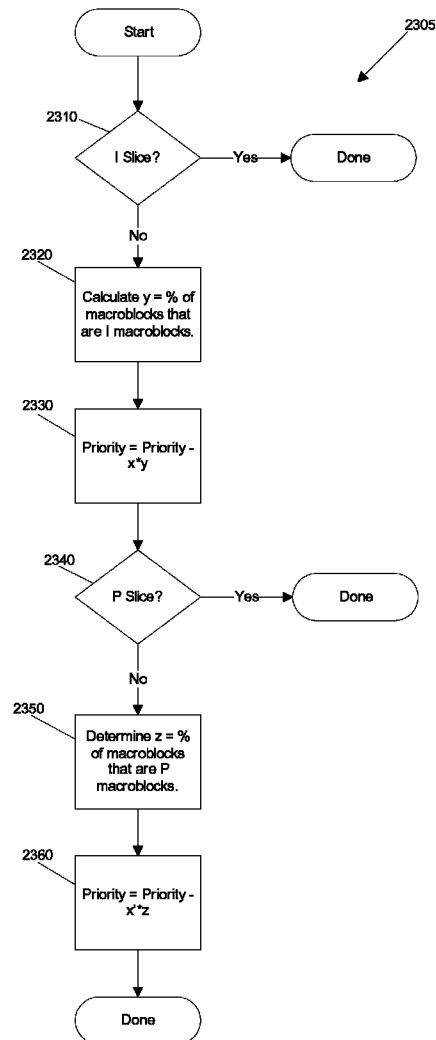 Start
2305
2310
I Slice?
Yes
Done
No
2320
Calculate y = % of
macroblocks that
are I macroblocks.
2330
Priority = Priority -
x*y
2340
P Slice?
Yes
Done
No
2350
Determine z = %
of macroblocks
that are P
macroblocks.
2360
Priority = Priority -
x'*z
Done